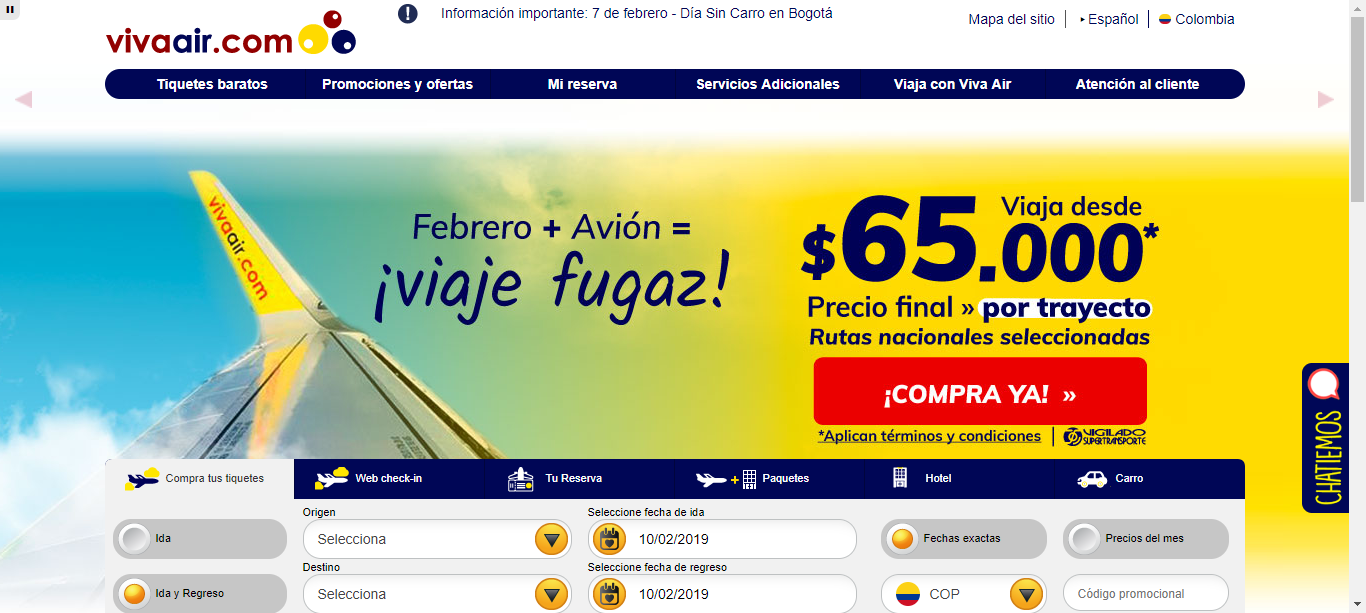 Información importante: 7 de febrero - Día Sin Carro en Bogotá
Mapa del sitio
Español
Colombia
vivaair.com
Tiquetes baratos
Promociones y ofertas
Mi reserva
Servicios Adicionales
Viaja con Viva Air
Atención al cliente
vivaair.com
Febrero + Avión =
¡viaje fugaz!
Viaja desde
$65.000*
Precio final » por trayecto
Rutas nacionales seleccionadas
¡COMPRA YA! »
*Aplican términos y condiciones
VIGILADO
SUPERTRANSPORTE
CHATIEMOS
Compra tus tiquetes
Web check-in
Tu Reserva
Paquetes
Hotel
Carro
Origen
Seleccione fecha de ida
Ida
Selecciona
10/02/2019
Fechas exactas
Precios del mes
Destino
Seleccione fecha de regreso
Ida y Regreso
Selecciona
10/02/2019
COP
Código promocional